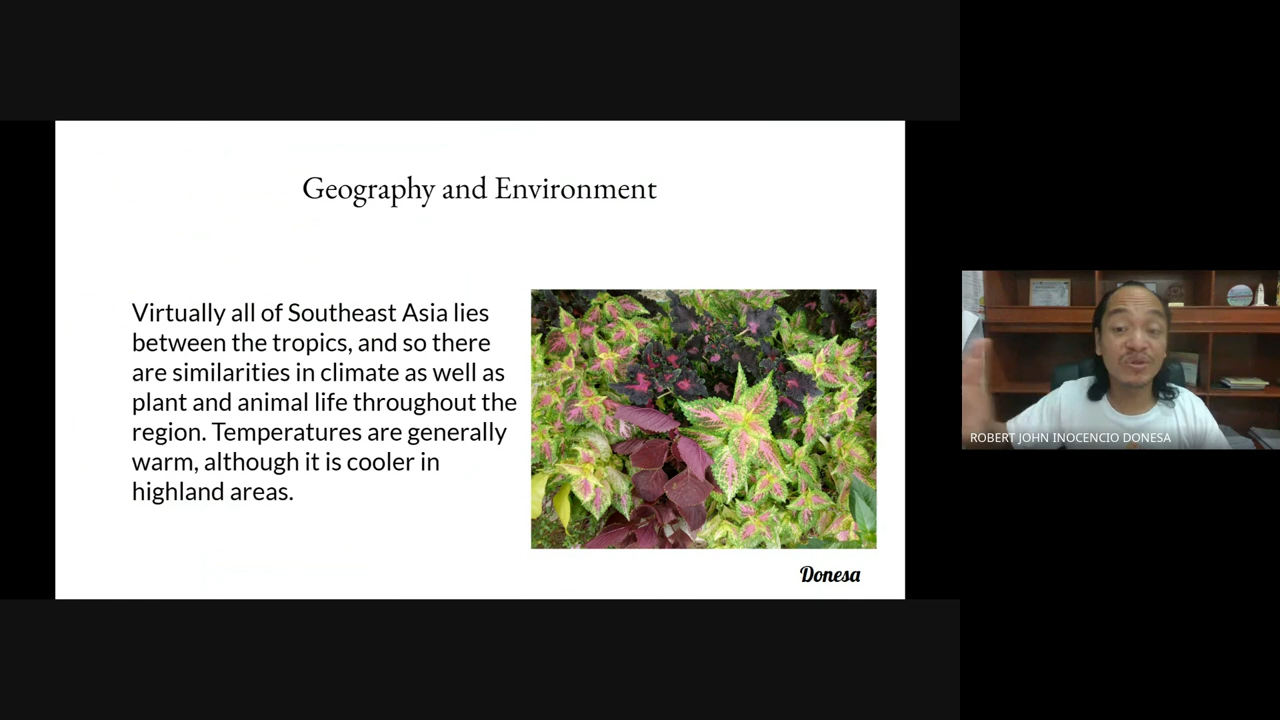 Geography and Environment
Virtually all of Southeast Asia lies
between the tropics, and so there
are similarities in climate as well as
plant and animal life throughout the
region. Temperatures are generally
warm, although it is cooler in
highland areas.
Donesa
ROBERT JOHN INOCENCIO DONESA